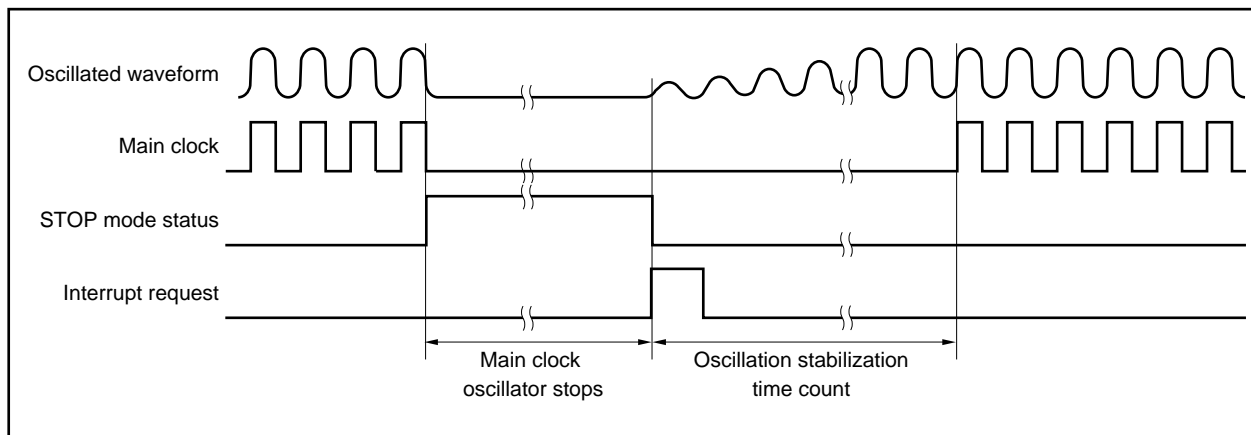 Oscillated waveform
Main clock
STOP mode status
Interrupt request
Main clock
oscillator stops
Oscillation stabilization
time count